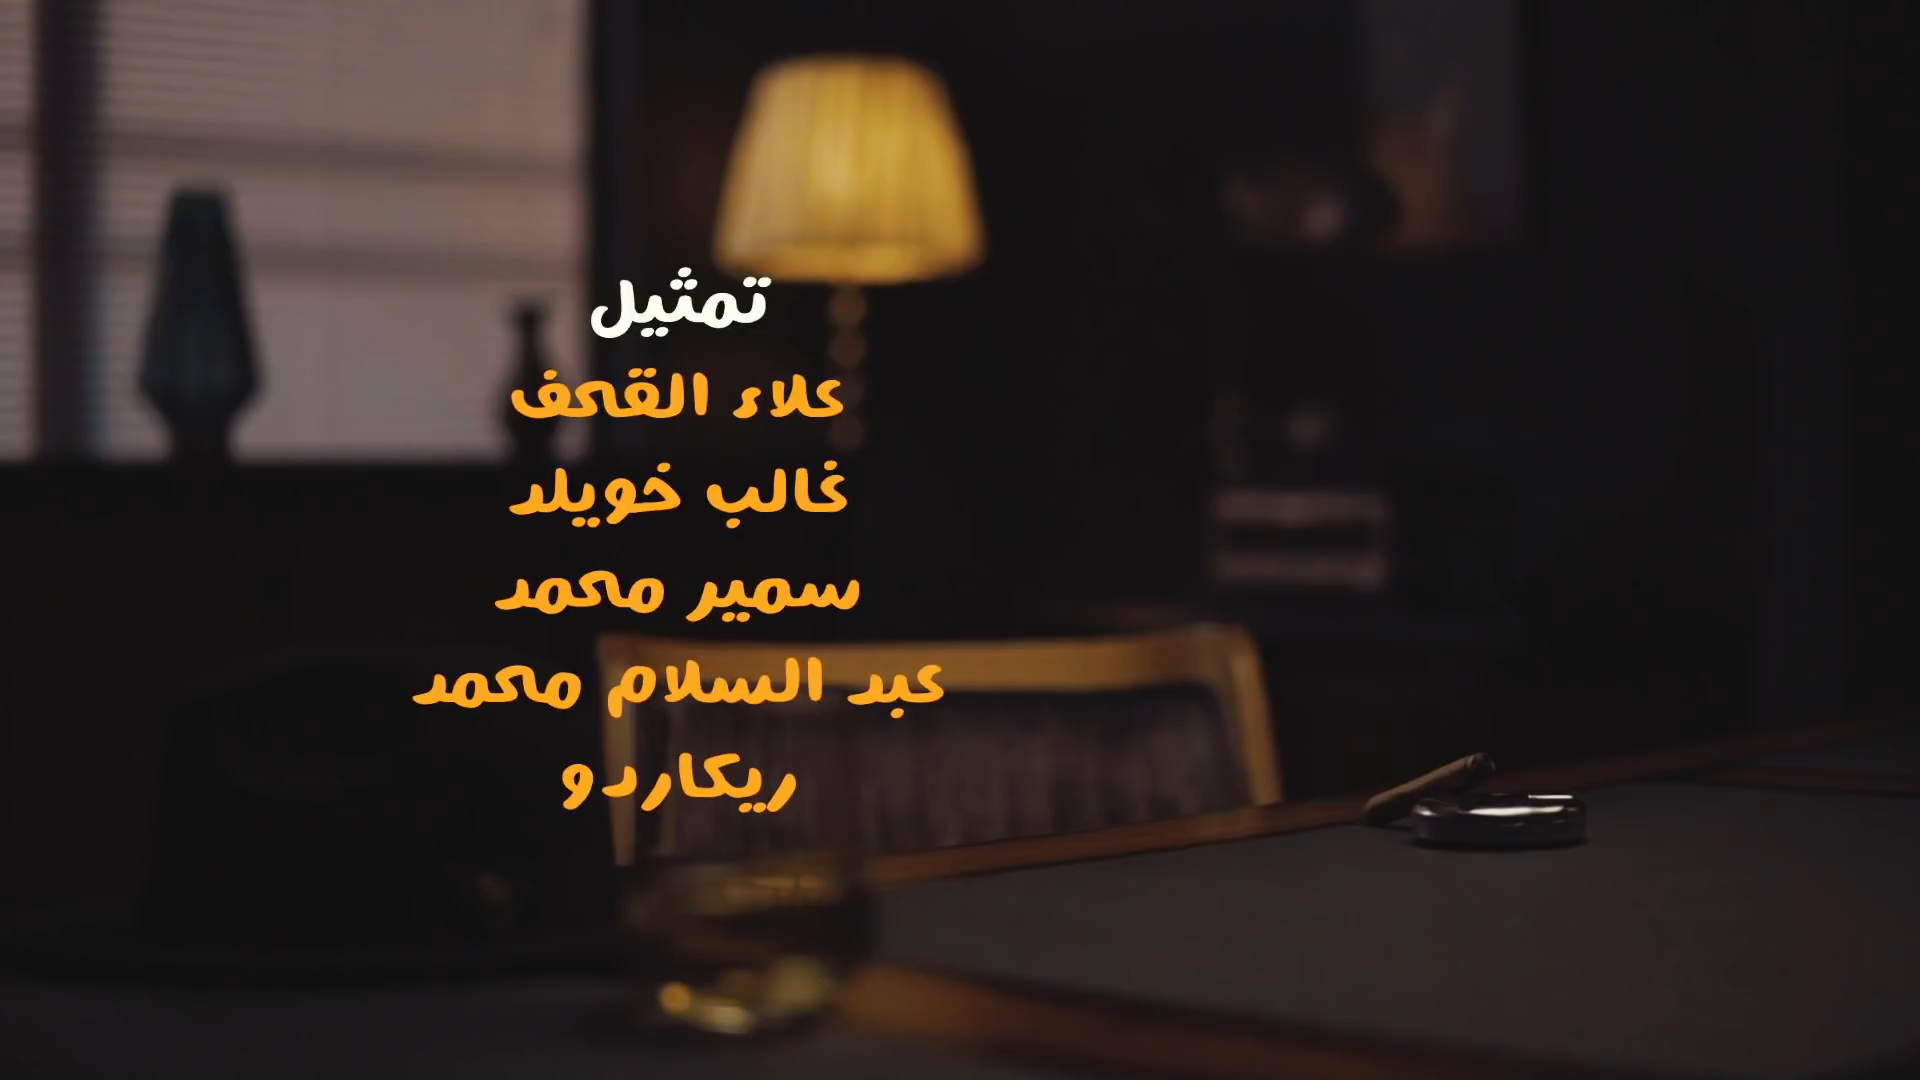 تمثيل
علاء القحف
غالب خويلد
سمير محمد
عبد السلام محمد
ريكاردو